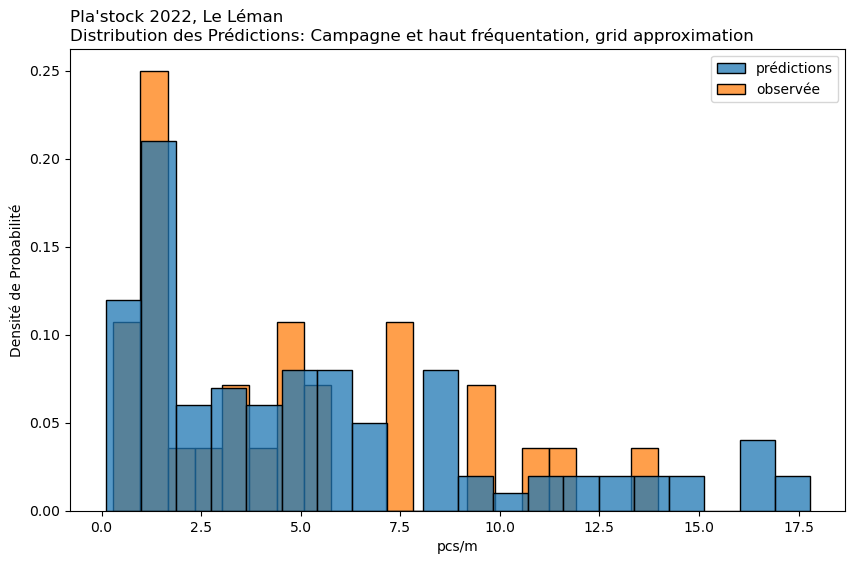 Pla'stock 2022, Le Léman
Distribution des Prédictions: Campagne et haut fréquentation, grid approximation
prédictions
observée
Densité de Probabilité
0.25
0.20
0.15
0.10
0.05
0.00
0.0 2.5 5.0 7.5 10.0 12.5 15.0 17.5
pcs/m